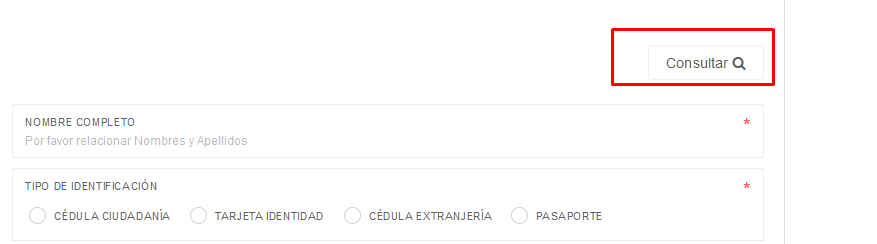 Consultar
NOMBRE COMPLETO *
Por favor relacionar Nombres y Apellidos
TIPO DE IDENTIFICACIÓN *
CÉDULA CIUDADANÍA TARJETA IDENTIDAD CÉDULA EXTRANJERÍA PASAPORTE